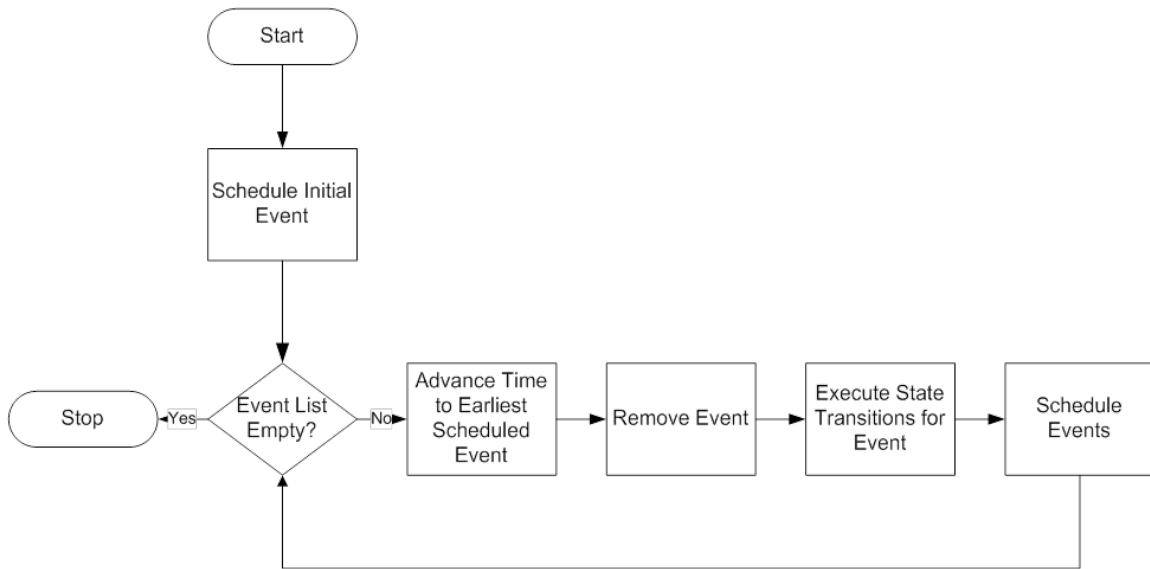 Start
Schedule Initial
Event
Stop
Yes
Event List
Empty?
No
Advance Time
to Earliest
Scheduled
Event
Remove Event
Execute State
Transitions for
Event
Schedule
Events